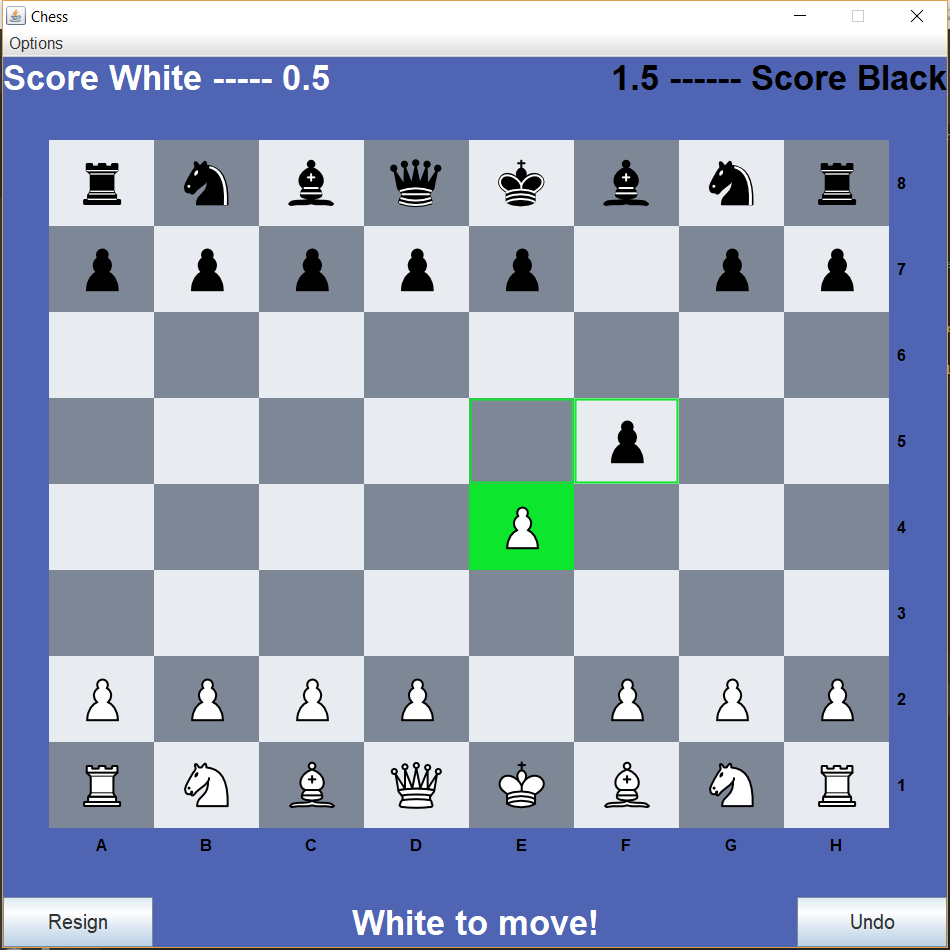 Chess
Options
Score White ----- 0.5
1.5 ------ Score Black
8
7
6
5
4
3
2
1
A B C D E F G H
Resign
White to move!
Undo